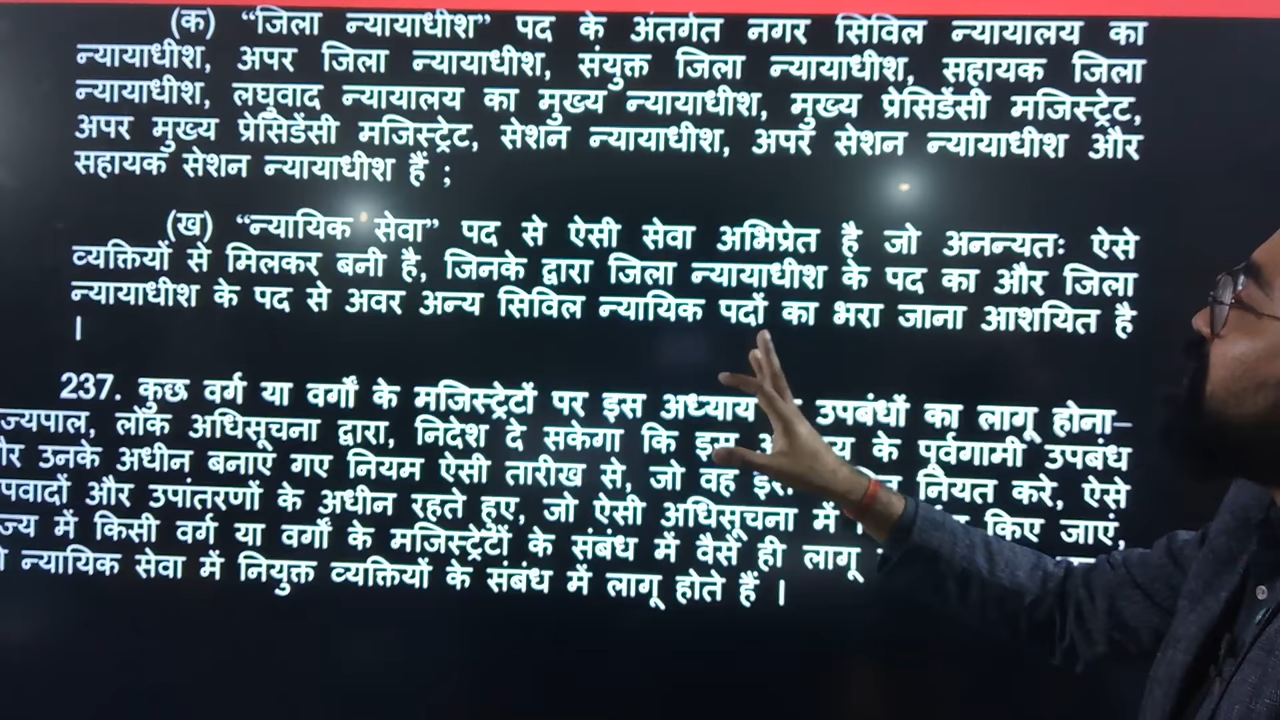 (क) “जिला न्यायाधीश” पद के अंतर्गत नगर सिविल न्यायालय का
न्यायाधीश, अपर जिला न्यायाधीश, संयुक्त जिला न्यायाधीश, सहायक जिला
न्यायाधीश, लघुवाद न्यायालय का मुख्य न्यायाधीश, मुख्य प्रेसिडेंसी मजिस्ट्रेट,
अपर मुख्य प्रेसिडेंसी मजिस्ट्रेट, सेशन न्यायाधीश, अपर सेशन न्यायाधीश और
सहायक सेशन न्यायाधीश हैं ;
(ख) “न्यायिक सेवा” पद से ऐसी सेवा अभिप्रेत है जो अनन्यतः ऐसे
व्यक्तियों से मिलकर बनी है, जिनके द्वारा जिला न्यायाधीश के पद का और जिला
न्यायाधीश के पद से अवर अन्य सिविल न्यायिक पदों का भरा जाना आशयित है
।
237. कुछ वर्ग या वर्गों के मजिस्ट्रेटों पर इस अध्याय उपबंधों का लागू होना–
ज्यपाल, लोक अधिसूचना द्वारा, निदेश दे सकेगा कि इस के पूर्वगामी उपबंध
उनके अधीन बनाए गए नियम ऐसी तारीख से, जो वह नियत करे, ऐसे
पवादों और उपांतरणों के अधीन रहते हुए, जो ऐसी अधिसूचना में किए जाएं,
ज्य में किसी वर्ग या वर्गों के मजिस्ट्रेटों के संबंध में वैसे ही लागू
न्यायिक सेवा में नियुक्त व्यक्तियों के संबंध में लागू होते हैं ।